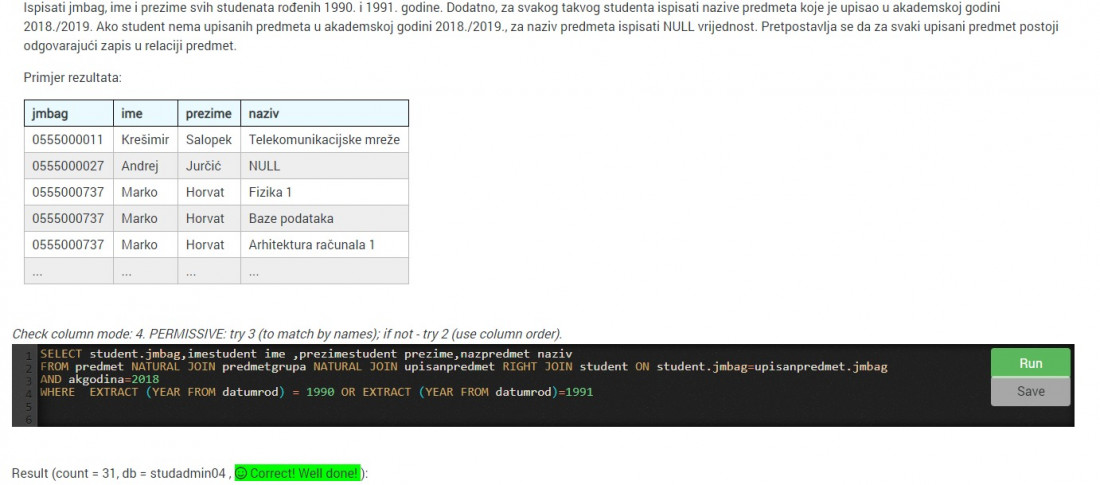 Ispisati jmbag, ime i prezime svih studenata rođenih 1990. i 1991. godine. Dodatno, za svakog takvog studenta ispisati nazive predmeta koje je upisao u akademskoj godini
2018./2019. Ako student nema upisanih predmeta u akademskoj godini 2018./2019., za naziv predmeta ispisati NULL vrijednost. Pretpostavlja se da za svaki upisani predmet postoji
odgovarajući zapis u relaciji predmet.
Primjer rezultata:
jmbag ime prezime naziv
0555000011 Krešimir Salopek Telekomunikacijske mreže
0555000027 Andrej Jurčić NULL
0555000737 Marko Horvat Fizika 1
0555000737 Marko Horvat Baze podataka
0555000737 Marko Horvat Arhitektura računala 1
... ... ... ...
Check column mode: 4. PERMISSIVE: try 3 (to match by names); if not - try 2 (use column order).
1 SELECT student.jmbag,imestudent ime ,prezimestudent prezime,nazpredmet naziv
2 FROM predmet NATURAL JOIN predmetgrupa NATURAL JOIN upisanpredmet RIGHT JOIN student ON student.jmbag=upisanpredmet.jmbag
3 AND akgodina=2018
4 WHERE EXTRACT (YEAR FROM datumrod) = 1990 OR EXTRACT (YEAR FROM datumrod)=1991
5
6
Run
Save
Result (count = 31, db = studadmin04 , Correct! Well done! ):